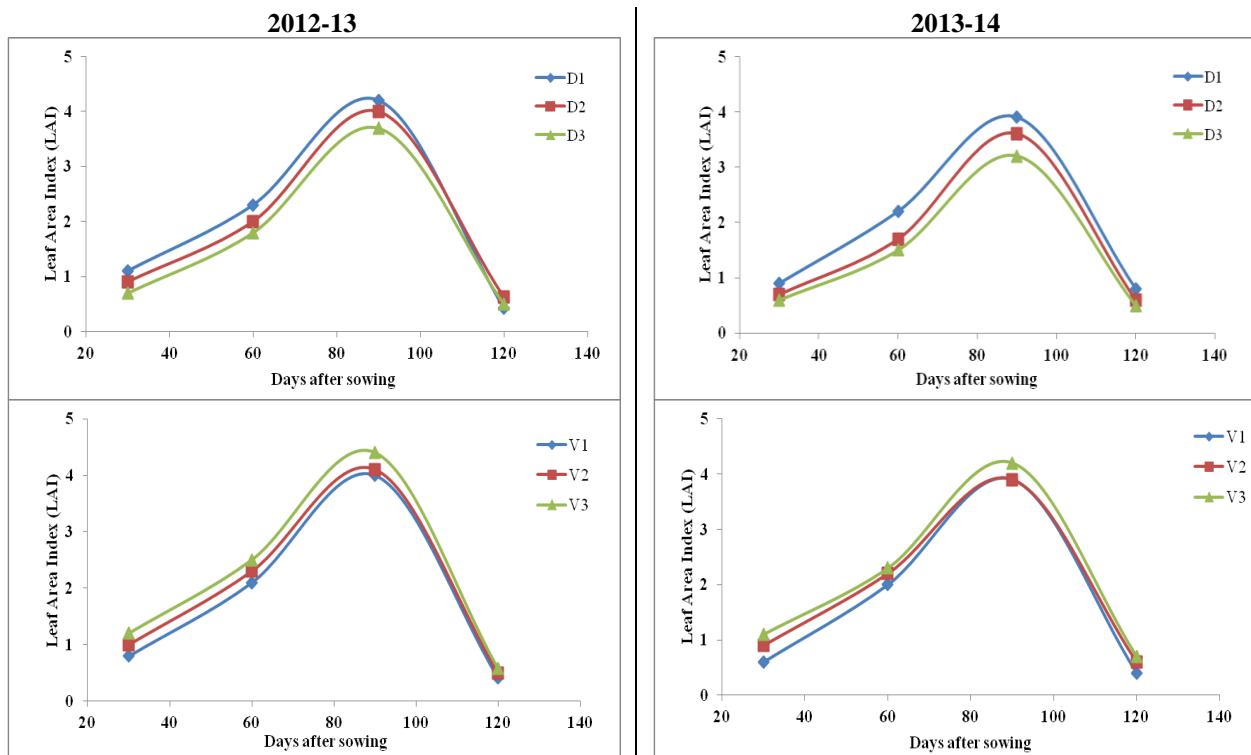 2012-13
2013-14
Leaf Area Index (LAI)
5
4
3
2
1
0
20 40 60 80 100 120 140
Days after sowing
D1
D2
D3
Leaf Area Index (LAI)
5
4
3
2
1
0
20 40 60 80 100 120 140
Days after sowing
D1
D2
D3
Leaf Area Index (LAI)
5
4
3
2
1
0
20 40 60 80 100 120 140
Days after sowing
V1
V2
V3
Leaf Area Index (LAI)
5
4
3
2
1
0
20 40 60 80 100 120 140
Days after sowing
V1
V2
V3